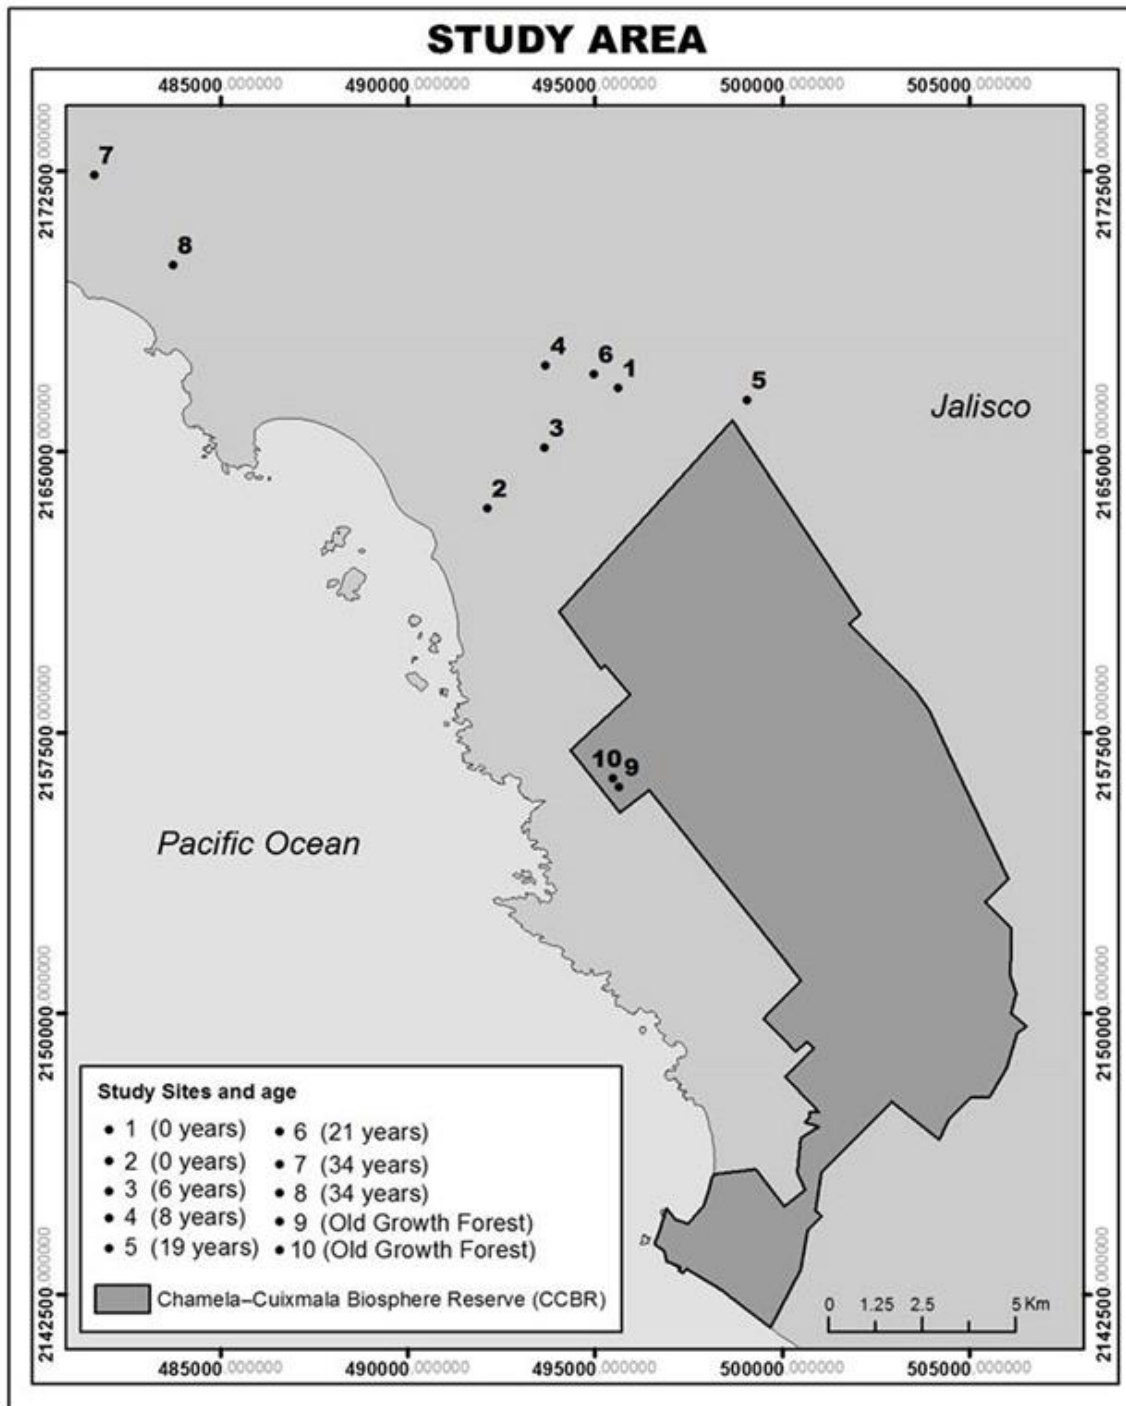 STUDY AREA
485000.000000 490000.000000 495000.000000 500000.000000 505000.000000
2172500.000000
2165000.000000
2157500.000000
2150000.000000
2142500.000000
2172500.000000
2165000.000000
2157500.000000
2150000.000000
2142500.000000
7
8
4
6
1
5
Jalisco
3
2
10
9
Pacific Ocean
Study Sites and age
1 (0 years)
2 (0 years)
3 (6 years)
4 (8 years)
5 (19 years)
6 (21 years)
7 (34 years)
8 (34 years)
9 (Old Growth Forest)
10 (Old Growth Forest)
Chamela–Cuixmala Biosphere Reserve (CCBR)
0 1.25 2.5 5 Km
485000.000000 490000.000000 495000.000000 500000.000000 505000.000000